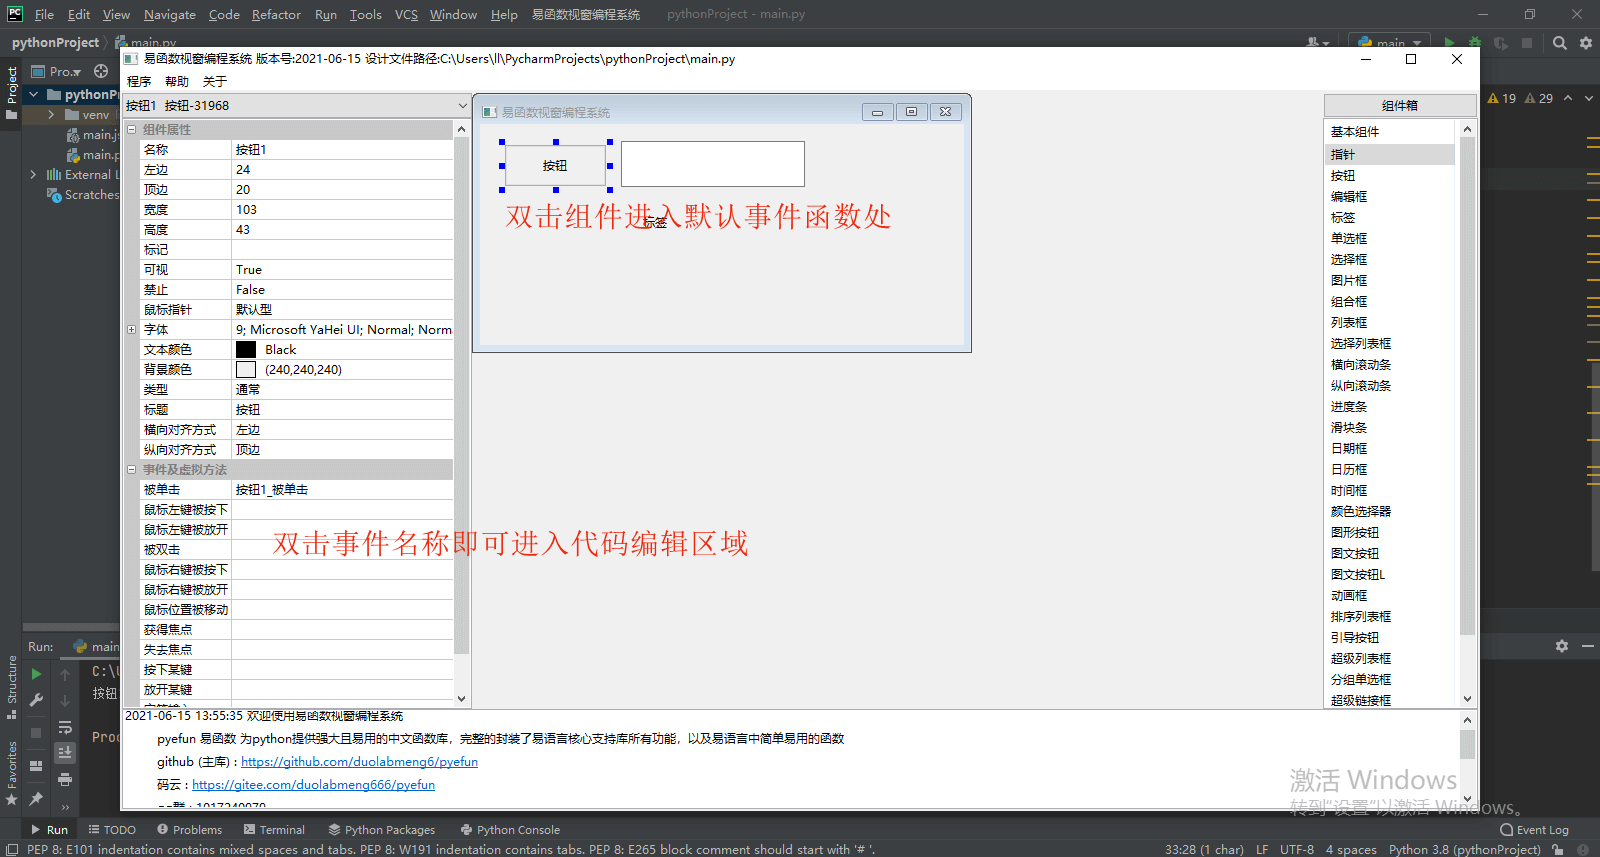 File Edit View Navigate Code Refactor Run Tools VCS Window Help 易函数视窗编程系统 pythonProject - main.py
pythonProject main.py main
易函数视窗编程系统 版本号:2021-06-15 设计文件路径:C:\Users\ll\PycharmProjects\pythonProject\main.py
程序 帮助 关于
Project
Pro...
pythonP
venv
main.js
main.p
External L
Scratches
19 29
按钮1 按钮-31968
组件属性
名称 按钮1
左边 24
顶边 20
宽度 103
高度 43
标记
可视 True
禁止 False
鼠标指针 默认型
字体 9; Microsoft YaHei UI; Normal; Norm
文本颜色 Black
背景颜色 (240,240,240)
类型 通常
标题 按钮
横向对齐方式 左边
纵向对齐方式 顶边
事件及虚拟方法
被单击 按钮1_被单击
鼠标左键被按下
鼠标左键被放开
被双击
鼠标右键被按下
鼠标右键被放开
鼠标位置被移动
获得焦点
失去焦点
按下某键
放开某键
易函数视窗编程系统
按钮
标签
双击组件进入默认事件函数处
双击事件名称即可进入代码编辑区域
组件箱
基本组件
指针
按钮
编辑框
标签
单选框
选择框
图片框
组合框
列表框
选择列表框
横向滚动条
纵向滚动条
进度条
滑块条
日期框
日历框
时间框
颜色选择器
图形按钮
图文按钮
图文按钮L
动画框
排序列表框
引导按钮
超级列表框
分组单选框
超级链接框
Run: main
C:\U
按钮
Proc
Structure
Favorites
2021-06-15 13:55:35 欢迎使用易函数视窗编程系统
pyefun 易函数 为python提供强大且易用的中文函数库，完整的封装了易语言核心支持库所有功能，以及易语言中简单易用的函数
github (主库) : https://github.com/duolabmeng6/pyefun
码云 : https://gitee.com/duolabmeng666/pyefun
激活 Windows
转到"设置"以激活 Windows。
Run TODO Problems Terminal Python Packages Python Console Event Log
PEP 8: E101 indentation contains mixed spaces and tabs. PEP 8: W191 indentation contains tabs. PEP 8: E265 block comment should start with '# '. 33:28 (1 char) LF UTF-8 4 spaces Python 3.8 (pythonProject)